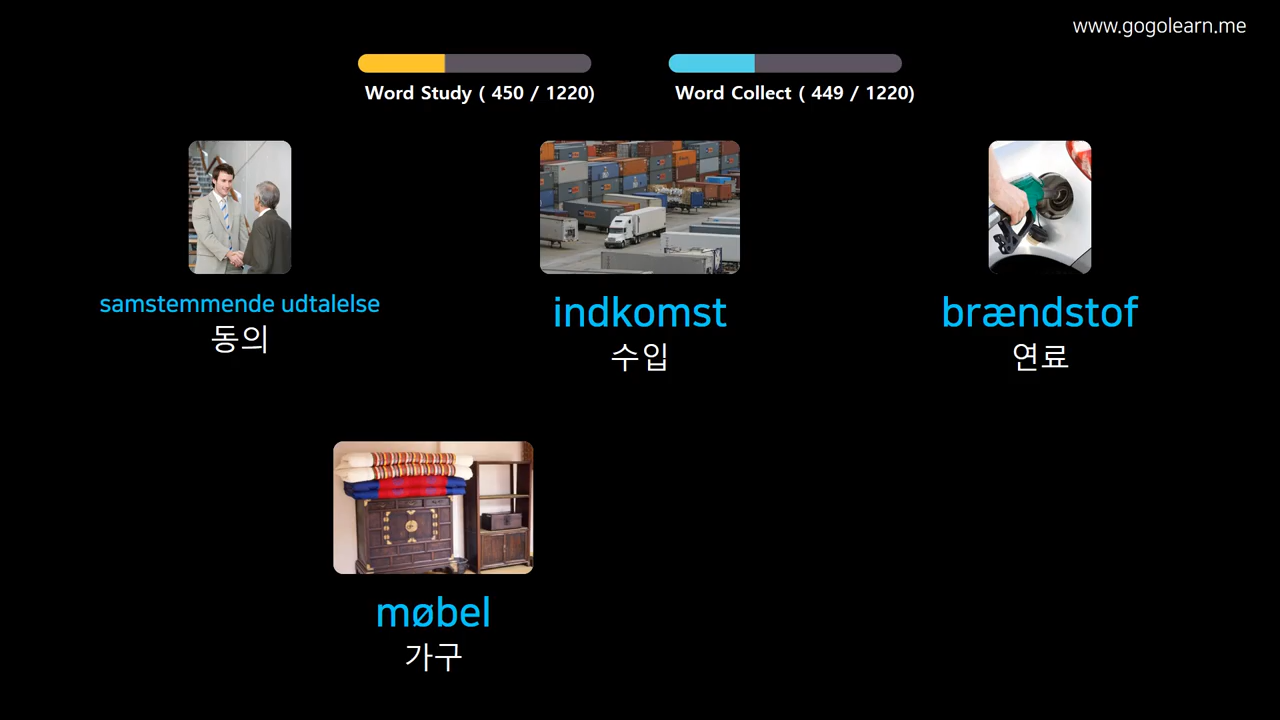 www.gogolearn.me
Word Study ( 450 / 1220)
Word Collect ( 449 / 1220)
samstemmende udtalelse
동의
indkomst
수입
brændstof
연료
møbel
가구